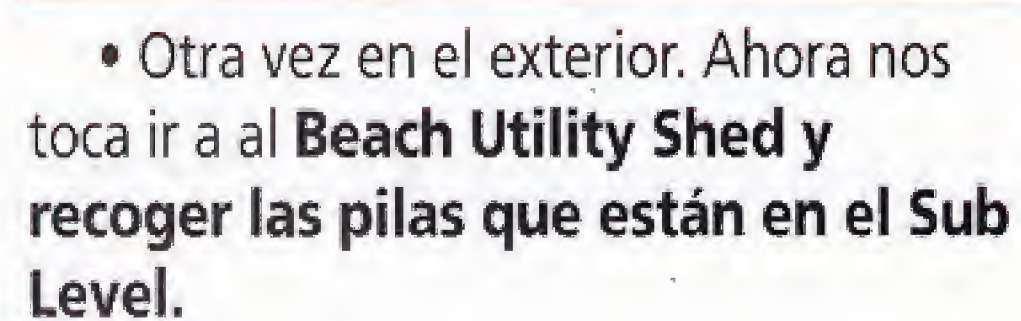 • Otra vez en el exterior. Ahora nos
toca ir a al Beach Utility Shed y
recoger las pilas que están en el Sub
Level.